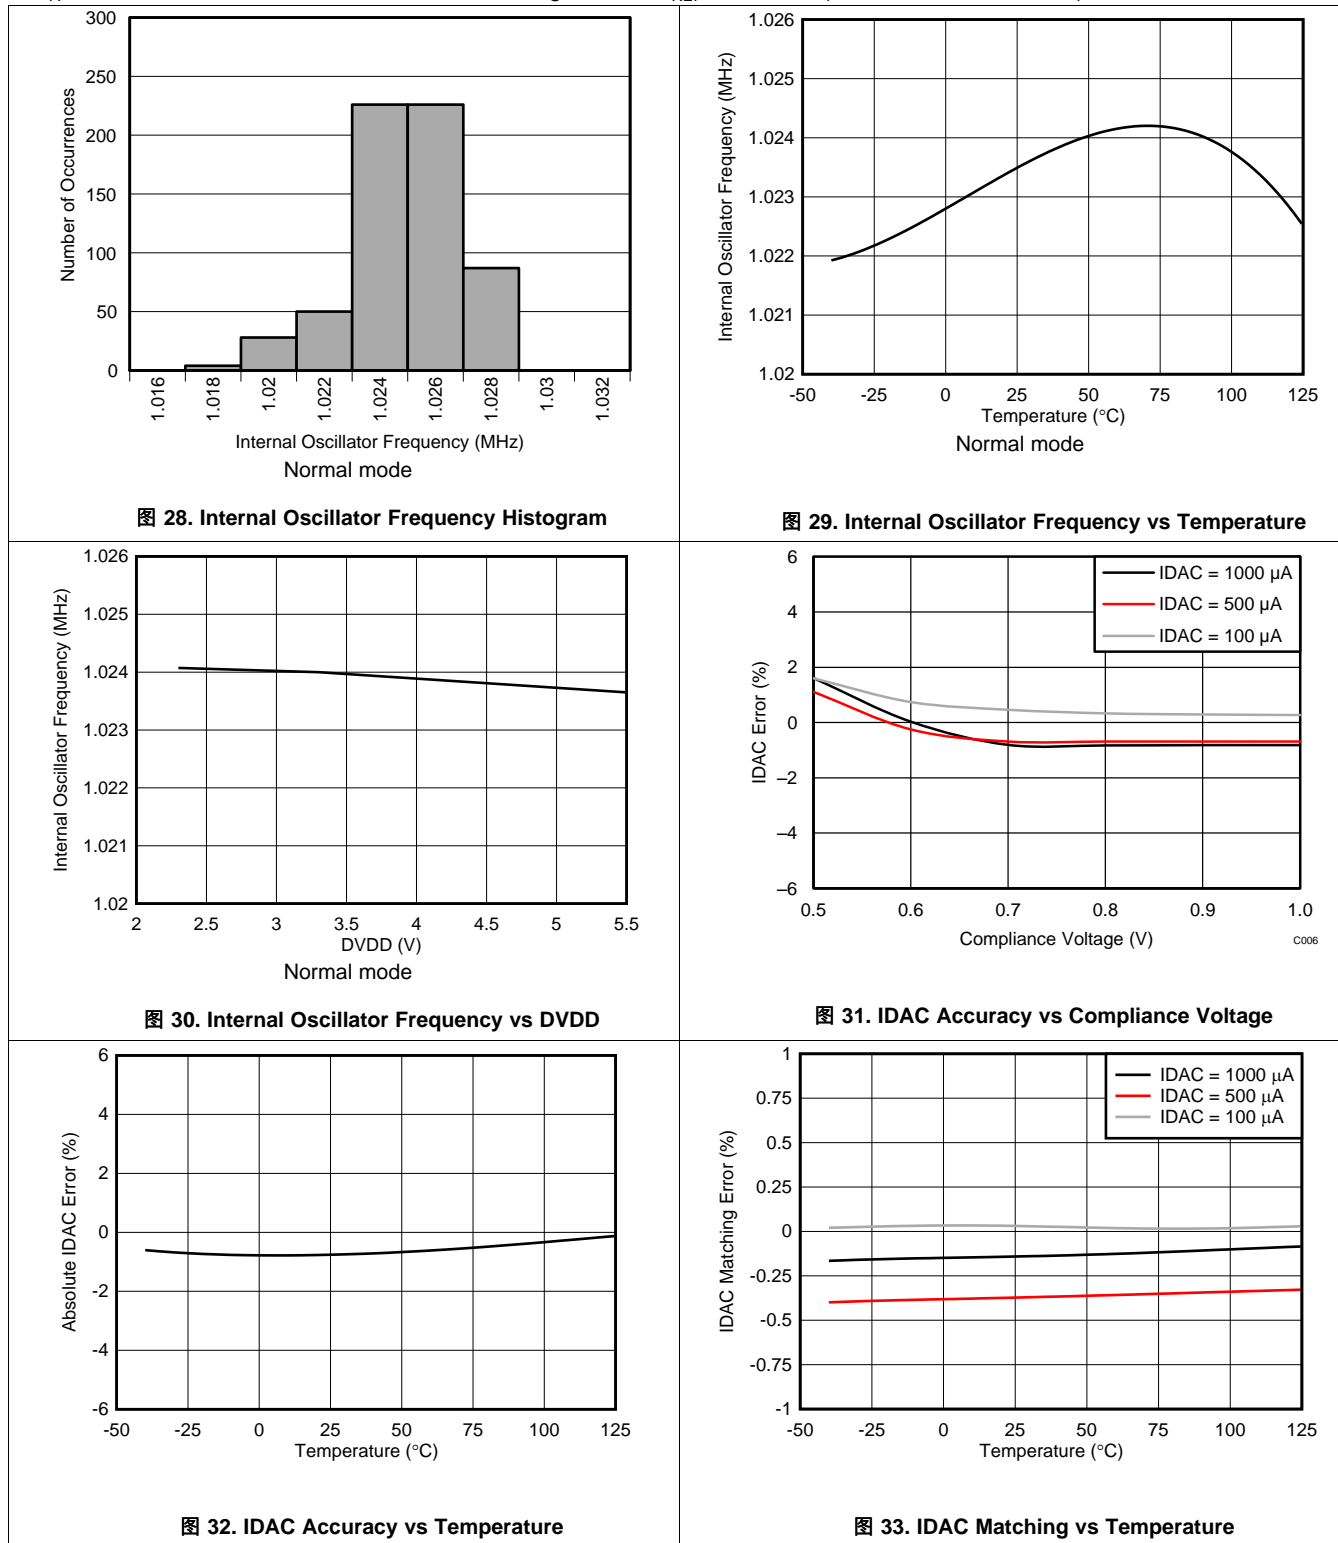 300
250
200
150
100
50
0
Number of Occurrences
1.016
1.018
1.02
1.022
1.024
1.026
1.028
1.03
1.032
Internal Oscillator Frequency (MHz)
Normal mode
图 28. Internal Oscillator Frequency Histogram
1.026
1.025
1.024
1.023
1.022
1.021
1.02
Internal Oscillator Frequency (MHz)
-50 -25 0 25 50 75 100 125
Temperature (°C)
Normal mode
图 29. Internal Oscillator Frequency vs Temperature
1.026
1.025
1.024
1.023
1.022
1.021
1.02
Internal Oscillator Frequency (MHz)
2 2.5 3 3.5 4 4.5 5 5.5
DVDD (V)
Normal mode
图 30. Internal Oscillator Frequency vs DVDD
6
4
2
0
–2
–4
–6
IDAC Error (%)
IDAC = 1000 µA
IDAC = 500 µA
IDAC = 100 µA
0.5 0.6 0.7 0.8 0.9 1.0
Compliance Voltage (V)
C006
图 31. IDAC Accuracy vs Compliance Voltage
6
4
2
0
-2
-4
-6
Absolute IDAC Error (%)
-50 -25 0 25 50 75 100 125
Temperature (°C)
图 32. IDAC Accuracy vs Temperature
1
0.75
0.5
0.25
0
-0.25
-0.5
-0.75
-1
IDAC Matching Error (%)
IDAC = 1000 µA
IDAC = 500 µA
IDAC = 100 µA
-50 -25 0 25 50 75 100 125
Temperature (°C)
图 33. IDAC Matching vs Temperature